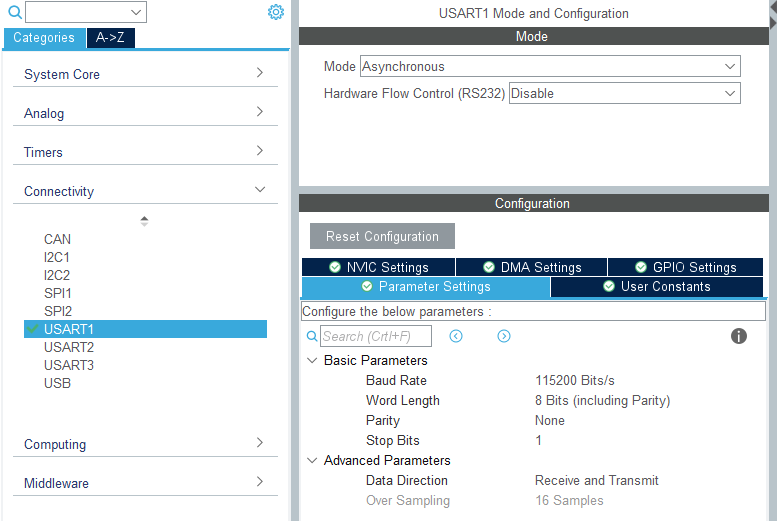 Categories A->Z
System Core
Analog
Timers
Connectivity
CAN
I2C1
I2C2
SPI1
SPI2
USART1
USART2
USART3
USB
Computing
Middleware
USART1 Mode and Configuration
Mode
Mode Asynchronous
Hardware Flow Control (RS232) Disable
Configuration
Reset Configuration
NVIC Settings DMA Settings GPIO Settings
Parameter Settings User Constants
Configure the below parameters :
Search (Crtl+F)
Basic Parameters
Baud Rate 115200 Bits/s
Word Length 8 Bits (including Parity)
Parity None
Stop Bits 1
Advanced Parameters
Data Direction Receive and Transmit
Over Sampling 16 Samples